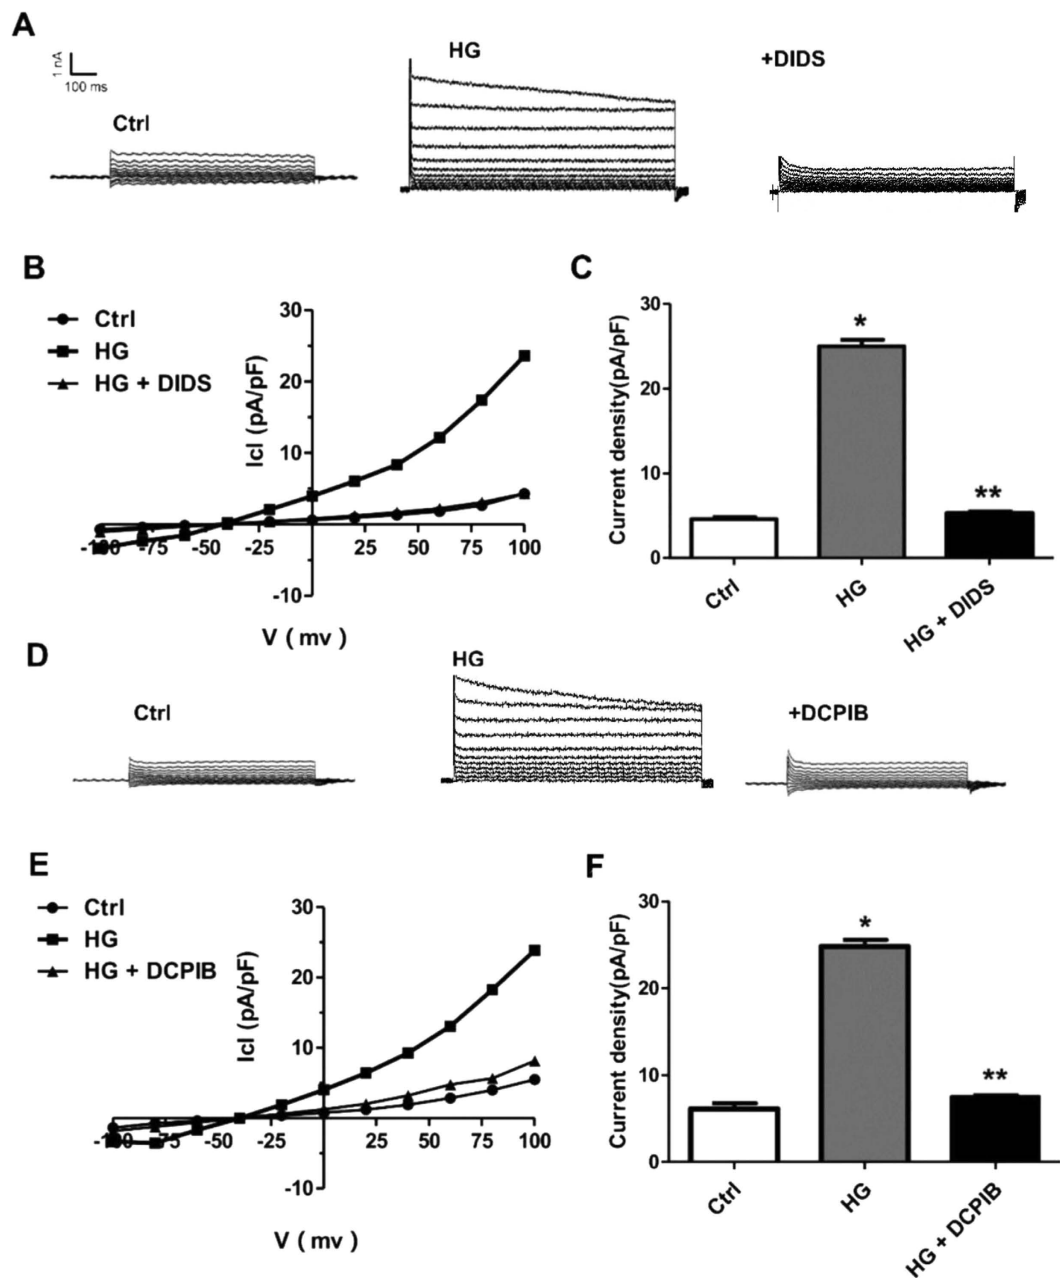 A
1 nA
100 ms
Ctrl
HG
+DIDS
B
Ctrl
HG
HG + DIDS
Icl (pA/pF)
30
20
10
-10
-100
-75
-50
-25
25
50
75
100
V ( mv )
C
Current density(pA/pF)
30
20
10
0
*
**
Ctrl
HG
HG + DIDS
D
Ctrl
HG
+DCPIB
E
Ctrl
HG
HG + DCPIB
Icl (pA/pF)
30
20
10
-10
-100
-75
-50
-25
25
50
75
100
V ( mv )
F
Current density(pA/pF)
30
20
10
0
*
**
Ctrl
HG
HG + DCPIB